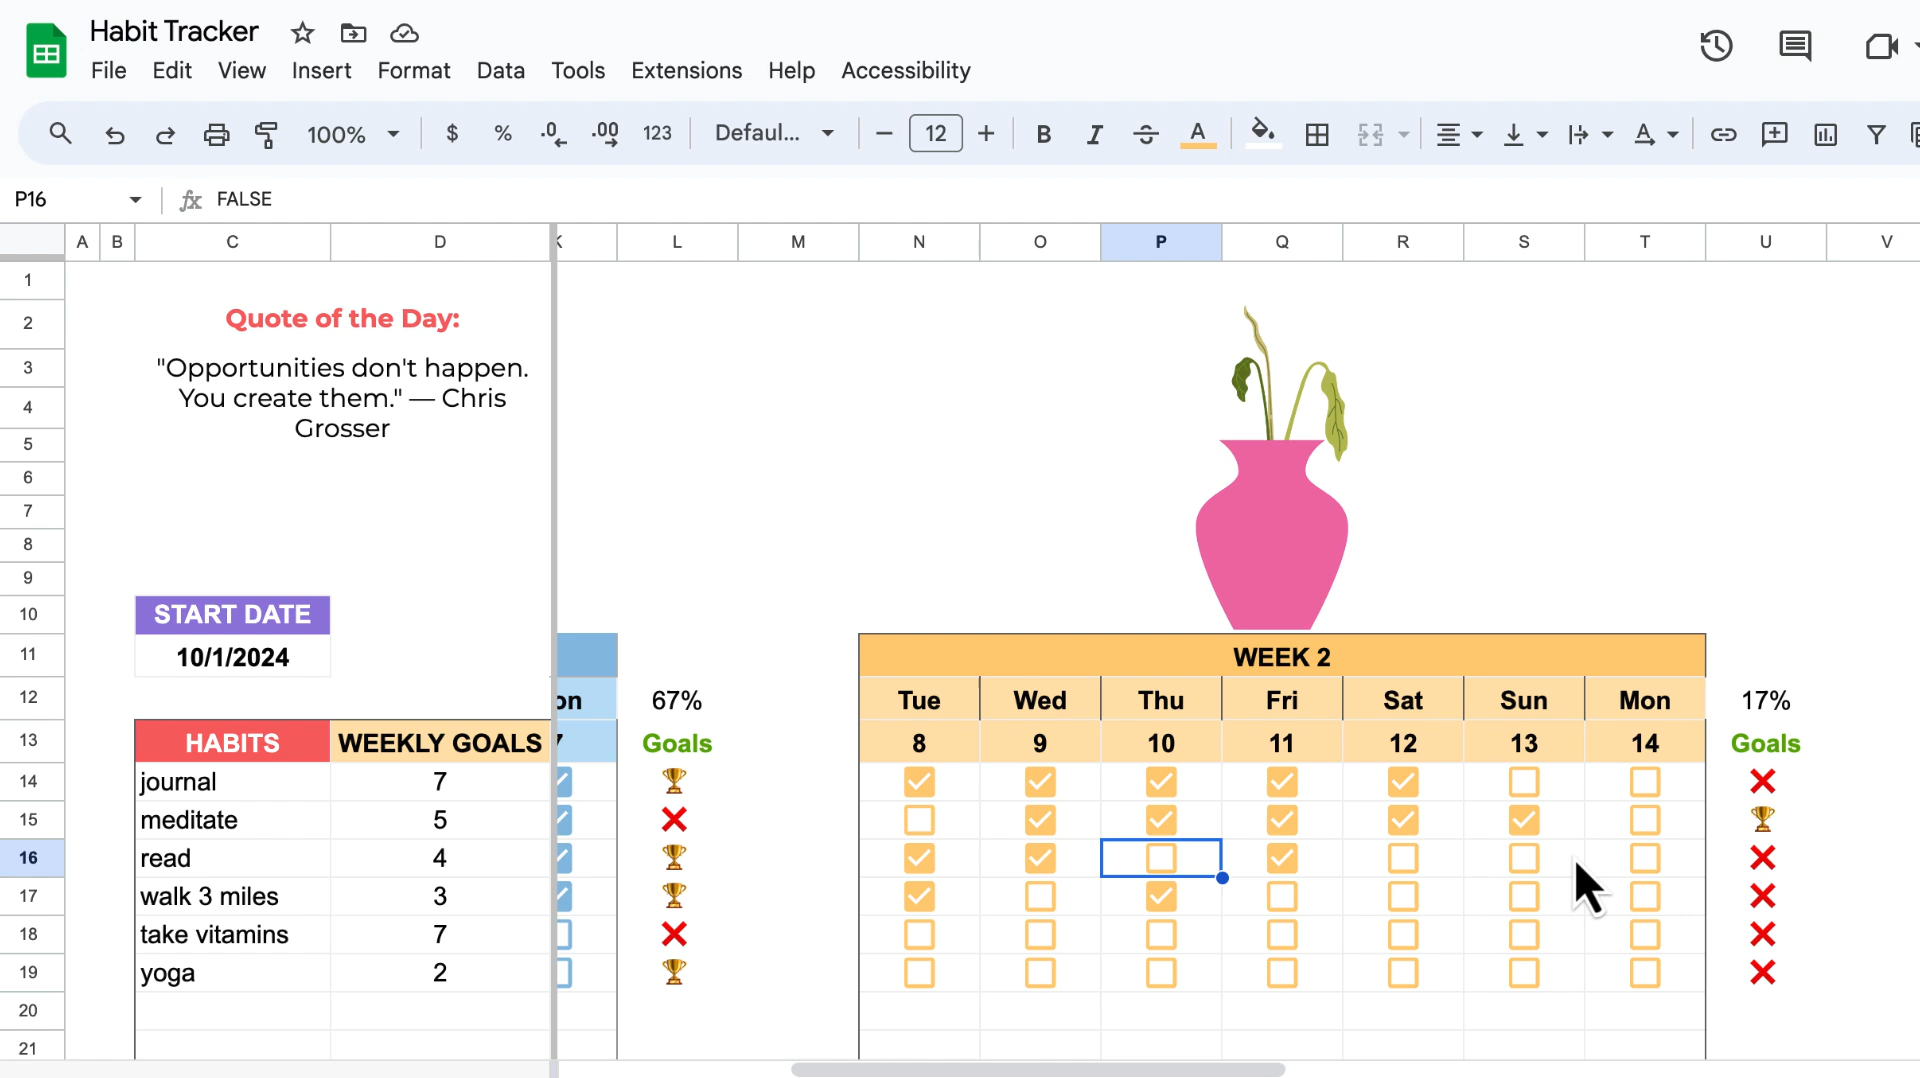 Habit Tracker
File Edit View Insert Format Data Tools Extensions Help Accessibility
100% $ % .0 .00 123 Defaul... − 12 + B I A
P16 fx FALSE
A B C D K L M N O P Q R S T U V
1
2 Quote of the Day:
3 "Opportunities don't happen.
4 You create them." — Chris
5 Grosser
6
7
8
9
10 START DATE
11 10/1/2024 WEEK 2
12 on 67% Tue Wed Thu Fri Sat Sun Mon 17%
13 HABITS WEEKLY GOALS 7 Goals 8 9 10 11 12 13 14 Goals
14 journal 7
15 meditate 5
16 read 4
17 walk 3 miles 3
18 take vitamins 7
19 yoga 2
20
21